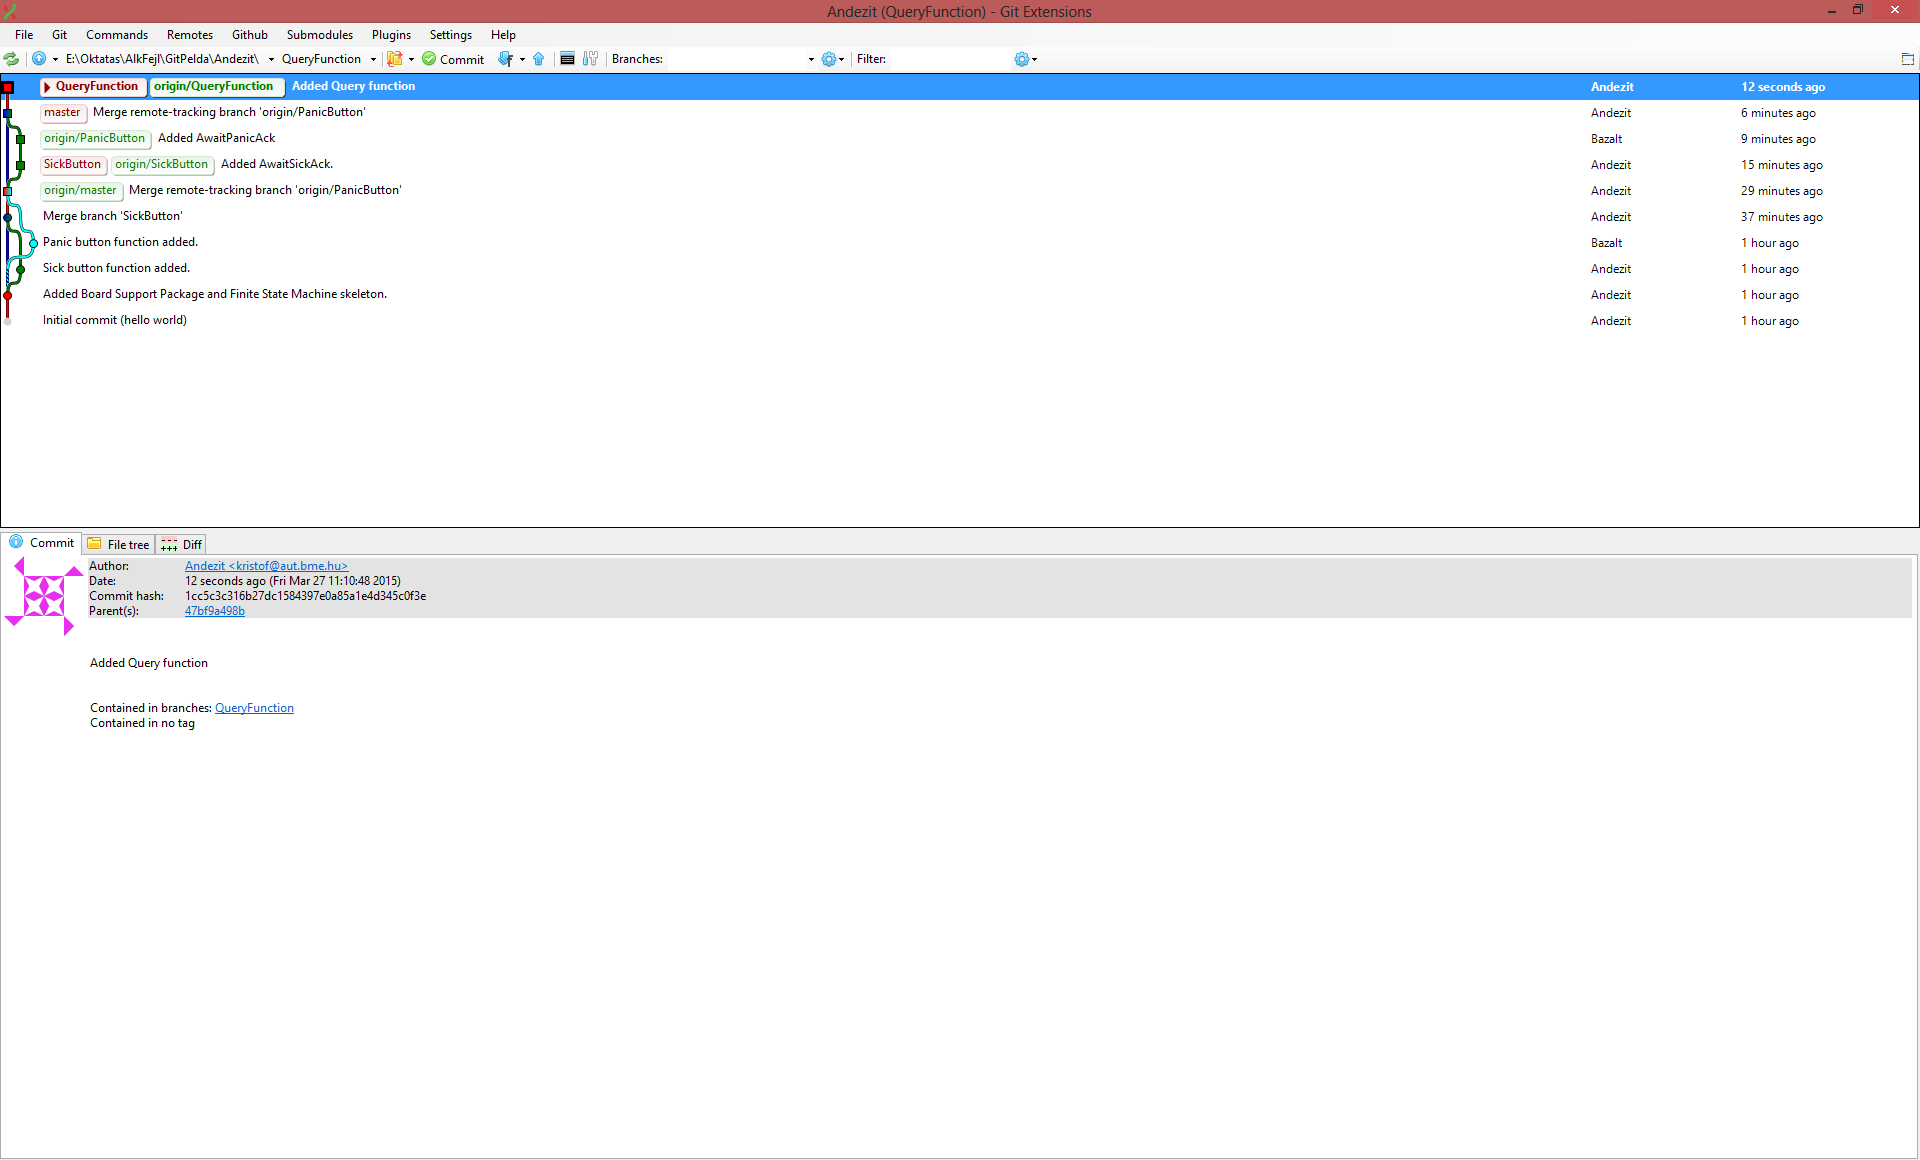 Andezit (QueryFunction) - Git Extensions
File Git Commands Remotes Github Submodules Plugins Settings Help
E:\Oktatas\AlkFejl\GitPelda\Andezit\ QueryFunction Commit Branches: Filter:
QueryFunction origin/QueryFunction Added Query function Andezit 12 seconds ago
master Merge remote-tracking branch 'origin/PanicButton' Andezit 6 minutes ago
origin/PanicButton Added AwaitPanicAck Bazalt 9 minutes ago
SickButton origin/SickButton Added AwaitSickAck. Andezit 15 minutes ago
origin/master Merge remote-tracking branch 'origin/PanicButton' Andezit 29 minutes ago
Merge branch 'SickButton' Andezit 37 minutes ago
Panic button function added. Bazalt 1 hour ago
Sick button function added. Andezit 1 hour ago
Added Board Support Package and Finite State Machine skeleton. Andezit 1 hour ago
Initial commit (hello world) Andezit 1 hour ago
Commit File tree Diff
Author: Andezit <kristof@aut.bme.hu>
Date: 12 seconds ago (Fri Mar 27 11:10:48 2015)
Commit hash: 1cc5c3c316b27dc1584397e0a85a1e4d345c0f3e
Parent(s): 47bf9a498b
Added Query function
Contained in branches: QueryFunction
Contained in no tag